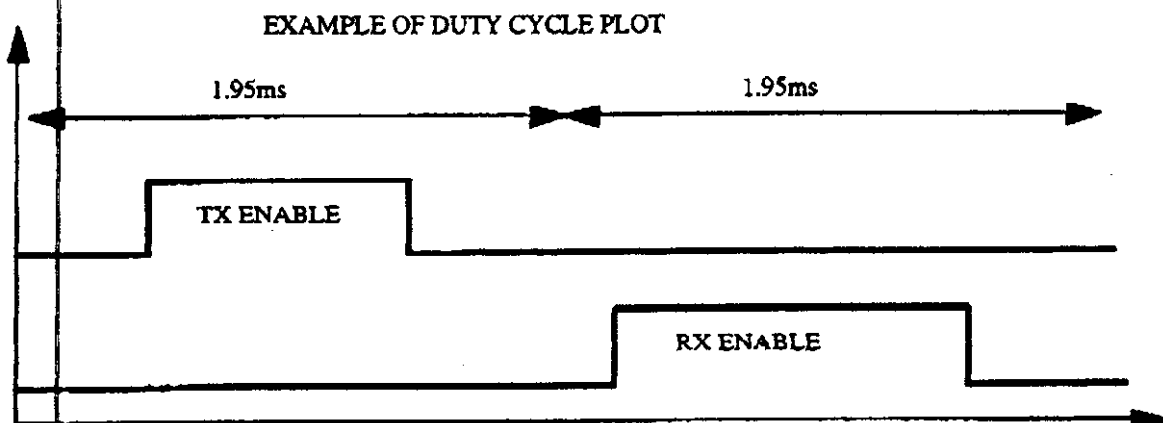 EXAMPLE OF DUTY CYCLE PLOT
1.95ms 1.95ms
TX ENABLE
RX ENABLE